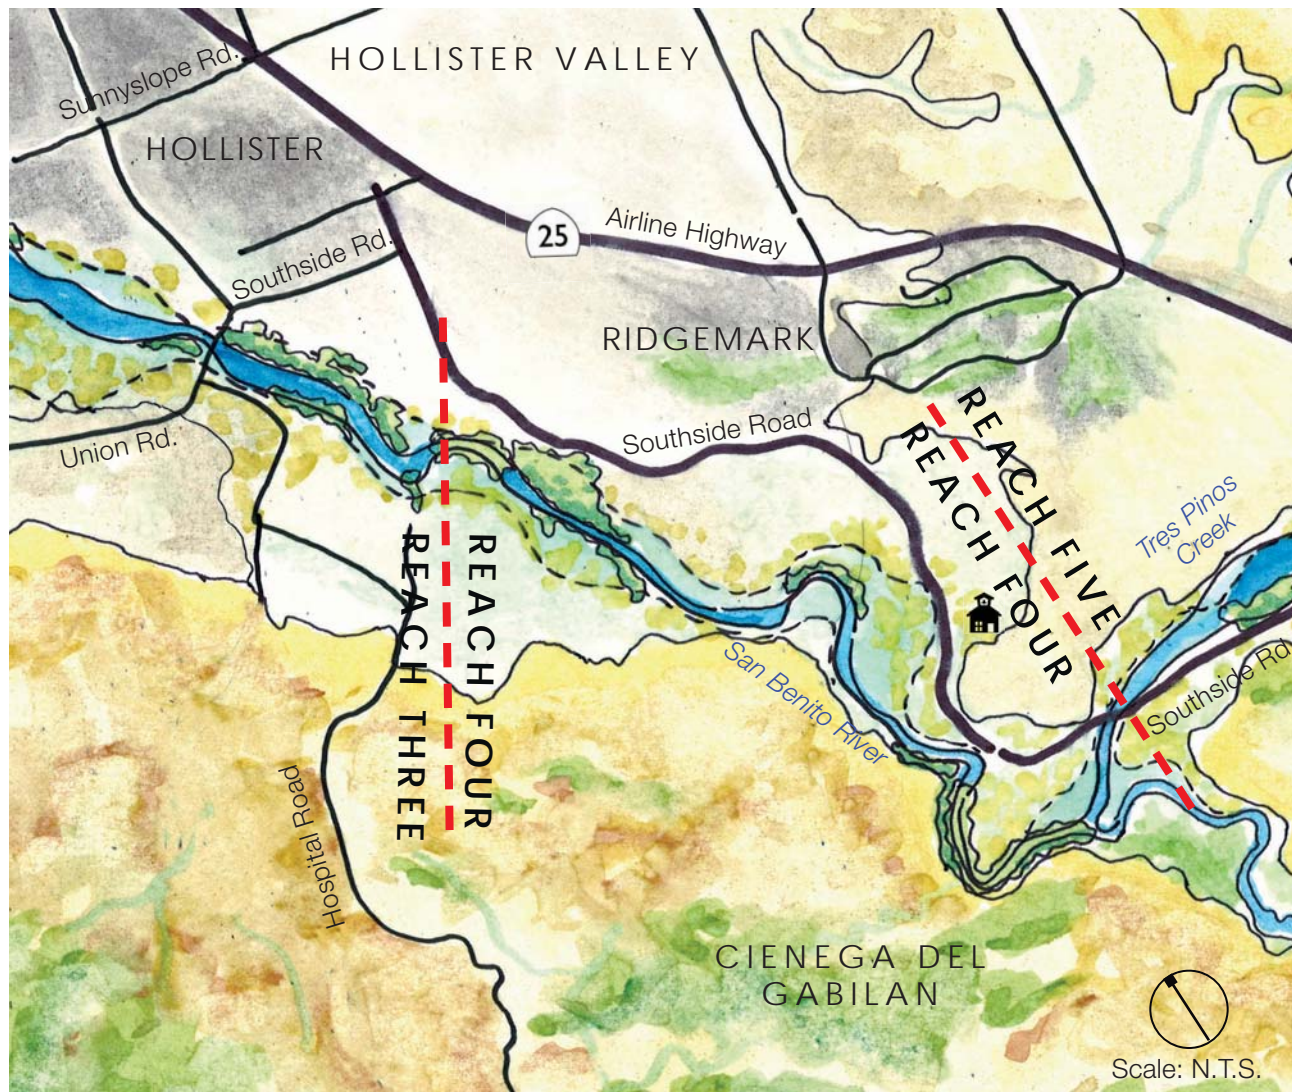 HOLLISTER VALLEY
Sunnyslope Rd.
HOLLISTER
25
Airline Highway
Southside Rd.
RIDGEMARK
Union Rd.
Southside Road
REACH FIVE
REACH FOUR
Tres Pinos
Creek
REACH THREE
REACH FOUR
San Benito River
Southside Rd.
Hospital Road
CIENEGA DEL
GABILAN
Scale: N.T.S.